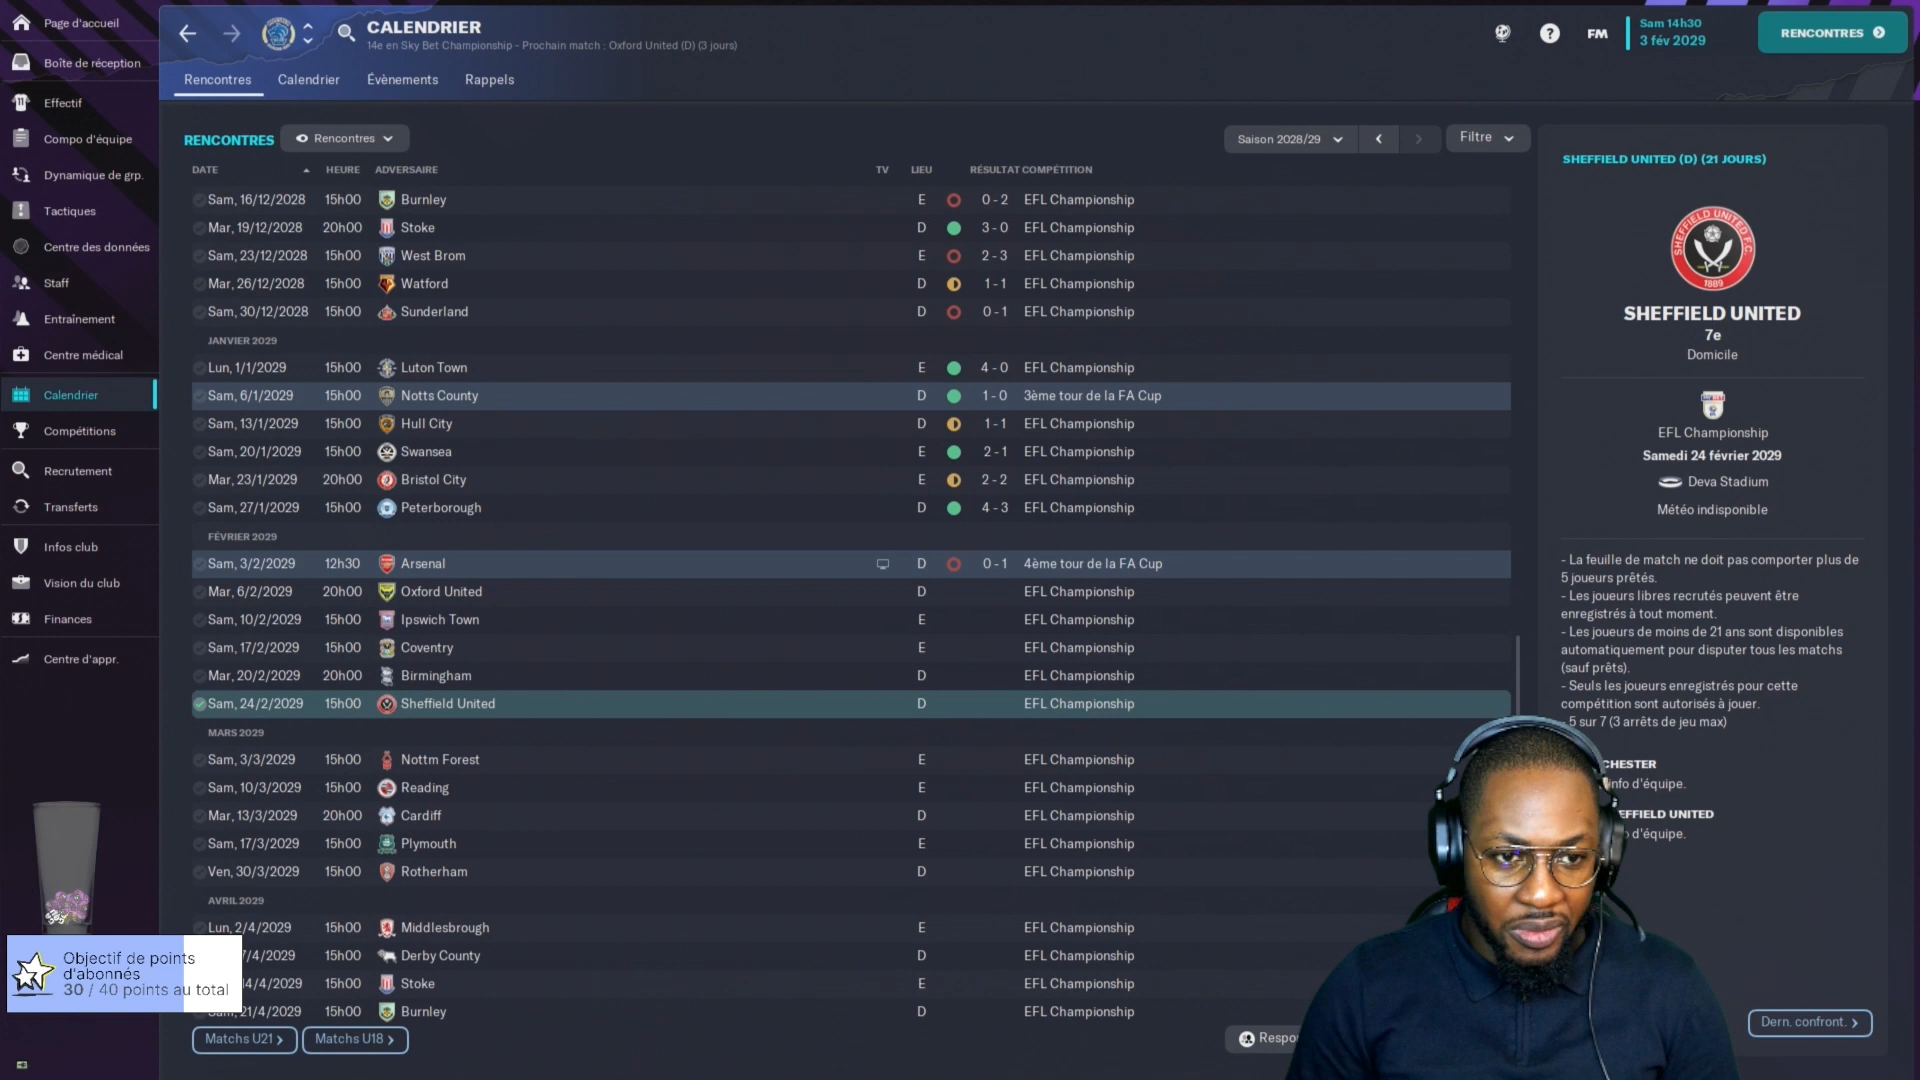 Page d'accueil
Boîte de réception
Effectif
Compo d'équipe
Dynamique de grp.
Tactiques
Centre des données
Staff
Entraînement
Centre médical
Calendrier
Compétitions
Recrutement
Transferts
Infos club
Vision du club
Finances
Centre d'appr.
Objectif de points
d'abonnés
30 / 40 points au total
CALENDRIER
14e en Sky Bet Championship - Prochain match : Oxford United (D) (3 jours)
FM
Sam 14h30
3 fév 2029
RENCONTRES
Rencontres Calendrier Évènements Rappels
RENCONTRES Rencontres Saison 2028/29 Filtre
DATE HEURE ADVERSAIRE TV LIEU RÉSULTAT COMPÉTITION
Sam, 16/12/2028 15h00 Burnley E 0 - 2 EFL Championship
Mar, 19/12/2028 20h00 Stoke D 3 - 0 EFL Championship
Sam, 23/12/2028 15h00 West Brom E 2 - 3 EFL Championship
Mar, 26/12/2028 15h00 Watford D 1 - 1 EFL Championship
Sam, 30/12/2028 15h00 Sunderland D 0 - 1 EFL Championship
JANVIER 2029
Lun, 1/1/2029 15h00 Luton Town E 4 - 0 EFL Championship
Sam, 6/1/2029 15h00 Notts County D 1 - 0 3ème tour de la FA Cup
Sam, 13/1/2029 15h00 Hull City D 1 - 1 EFL Championship
Sam, 20/1/2029 15h00 Swansea E 2 - 1 EFL Championship
Mar, 23/1/2029 20h00 Bristol City E 2 - 2 EFL Championship
Sam, 27/1/2029 15h00 Peterborough D 4 - 3 EFL Championship
FÉVRIER 2029
Sam, 3/2/2029 12h30 Arsenal D 0 - 1 4ème tour de la FA Cup
Mar, 6/2/2029 20h00 Oxford United D EFL Championship
Sam, 10/2/2029 15h00 Ipswich Town E EFL Championship
Sam, 17/2/2029 15h00 Coventry E EFL Championship
Mar, 20/2/2029 20h00 Birmingham D EFL Championship
Sam, 24/2/2029 15h00 Sheffield United D EFL Championship
MARS 2029
Sam, 3/3/2029 15h00 Nottm Forest E EFL Championship
Sam, 10/3/2029 15h00 Reading E EFL Championship
Mar, 13/3/2029 20h00 Cardiff D EFL Championship
Sam, 17/3/2029 15h00 Plymouth E EFL Championship
Ven, 30/3/2029 15h00 Rotherham D EFL Championship
AVRIL 2029
Lun, 2/4/2029 15h00 Middlesbrough E EFL Championship
7/4/2029 15h00 Derby County D EFL Championship
14/4/2029 15h00 Stoke E EFL Championship
Sam, 21/4/2029 15h00 Burnley D EFL Championship
Matchs U21 Matchs U18
Respo
SHEFFIELD UNITED (D) (21 JOURS)
SHEFFIELD UNITED F.C.
1889
SHEFFIELD UNITED
7e
Domicile
EFL Championship
Samedi 24 février 2029
Deva Stadium
Météo indisponible
- La feuille de match ne doit pas comporter plus de
5 joueurs prêtés.
- Les joueurs libres recrutés peuvent être
enregistrés à tout moment.
- Les joueurs de moins de 21 ans sont disponibles
automatiquement pour disputer tous les matchs
(sauf prêts).
- Seuls les joueurs enregistrés pour cette
compétition sont autorisés à jouer.
- 5 sur 7 (3 arrêts de jeu max)
CHESTER
info d'équipe.
EFFIELD UNITED
o d'équipe.
Dern. confront.